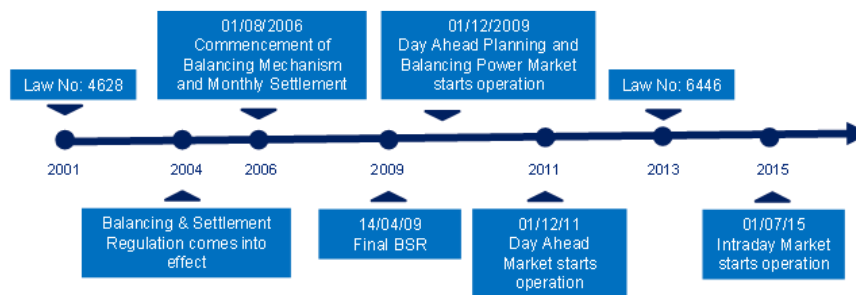 01/08/2006
Commencement of
Balancing Mechanism
and Monthly Settlement
01/12/2009
Day Ahead Planning and
Balancing Power Market
starts operation
Law No: 4628
Law No: 6446
2001
2004
2006
2009
2011
2013
2015
Balancing & Settlement
Regulation comes into
effect
14/04/09
Final BSR
01/12/11
Day Ahead
Market starts
operation
01/07/15
Intraday Market
starts operation